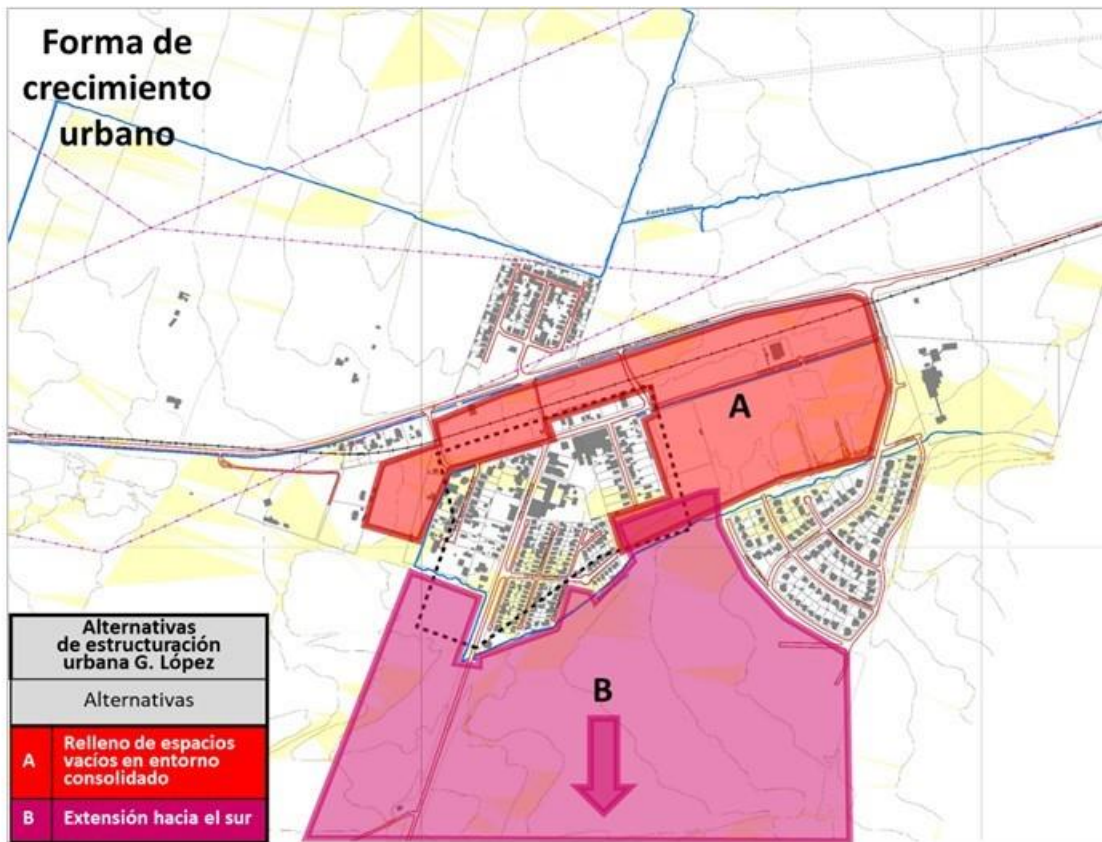 Forma de
crecimiento
urbano
A
B
Alternativas
de estructuración
urbana G. López
Alternativas
A
Relleno de espacios
vacíos en entorno
consolidado
B
Extensión hacia el sur